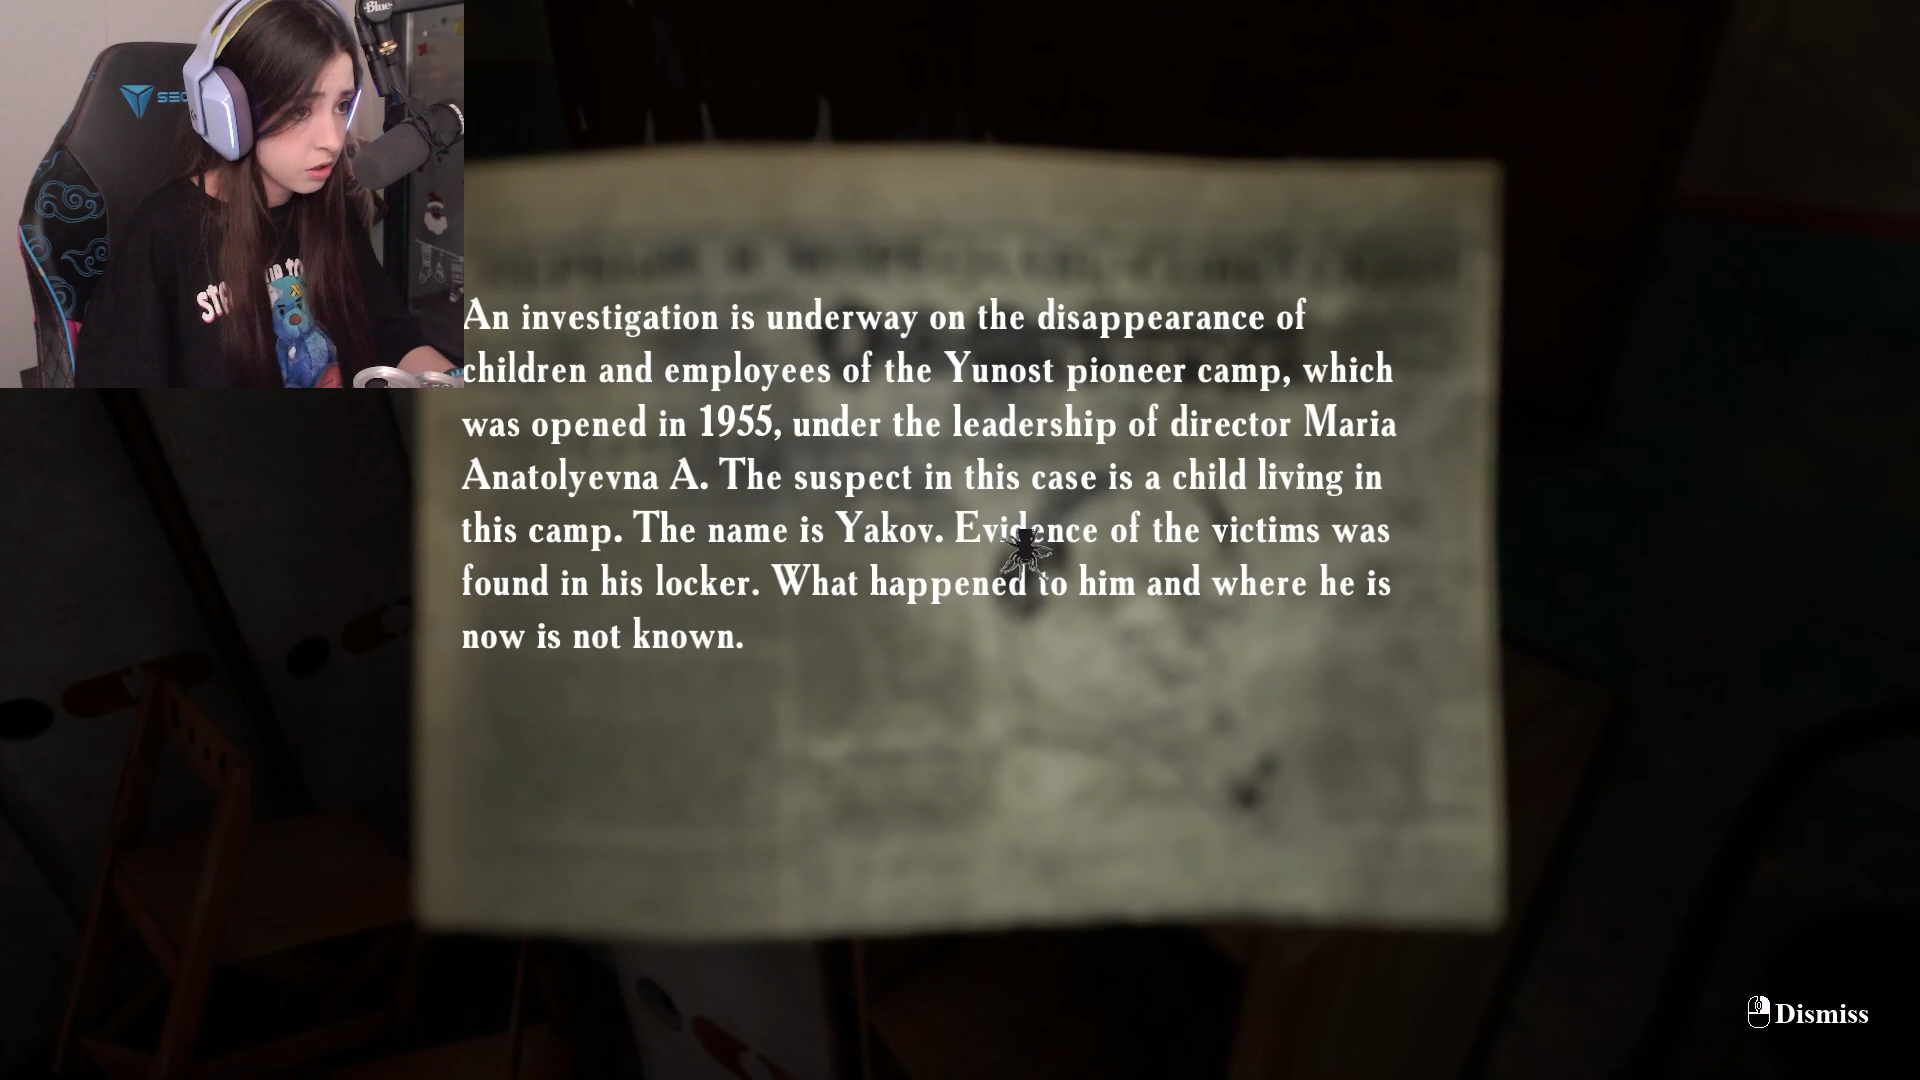 Blue
SEC
An investigation is underway on the disappearance of
children and employees of the Yunost pioneer camp, which
was opened in 1955, under the leadership of director Maria
Anatolyevna A. The suspect in this case is a child living in
this camp. The name is Yakov. Evidence of the victims was
found in his locker. What happened to him and where he is
now is not known.
Dismiss